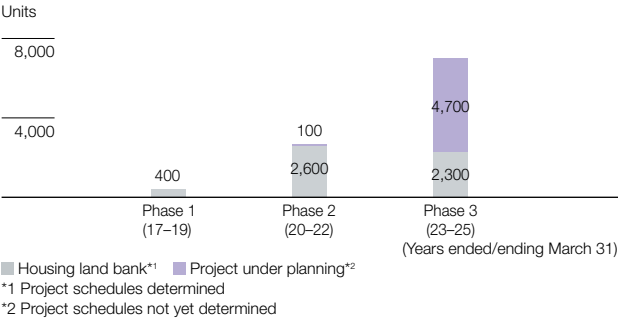 Units
8,000
4,700
4,000
100
400
2,600
2,300
Phase 1 Phase 2 Phase 3
(17–19) (20–22) (23–25)
(Years ended/ending March 31)
Housing land bank*1 Project under planning*2
*1 Project schedules determined
*2 Project schedules not yet determined